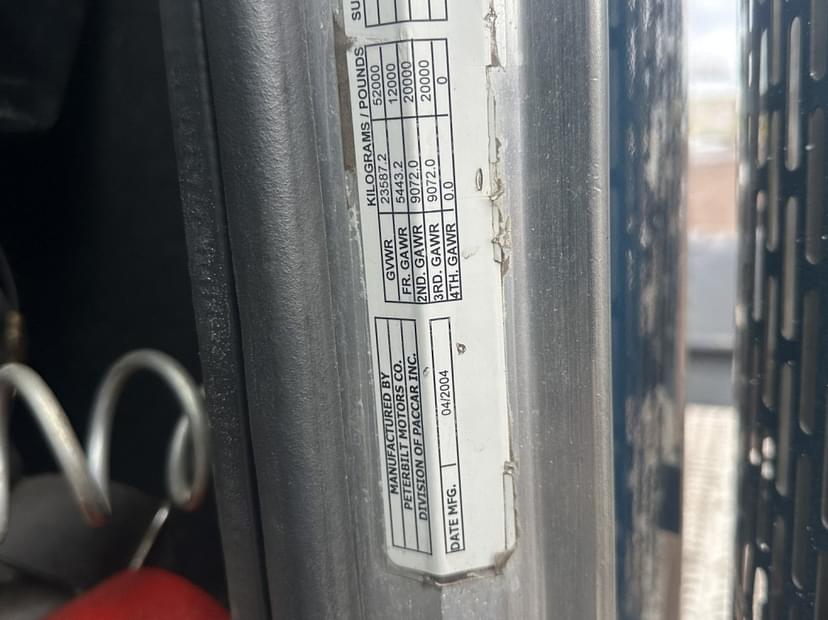 MANUFACTURED BY
PETERBILT MOTORS CO.
DIVISION OF PACCAR INC.
DATE MFG. 04/2004
KILOGRAMS / POUNDS
GVWR 23587.2 52000
FR. GAWR 5443.2 12000
2ND. GAWR 9072.0 20000
3RD. GAWR 9072.0 20000
4TH. GAWR 0.0 0
SU